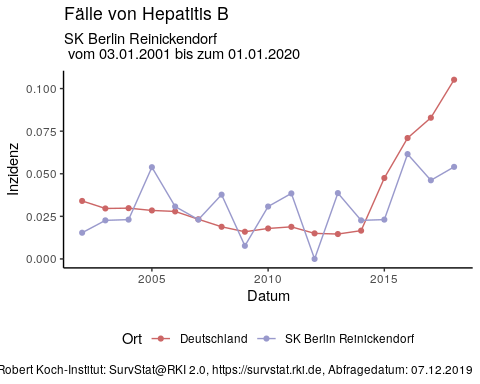 Fälle von Hepatitis B
SK Berlin Reinickendorf
vom 03.01.2001 bis zum 01.01.2020
Inzidenz
0.100
0.075
0.050
0.025
0.000
2005 2010 2015
Datum
Ort Deutschland SK Berlin Reinickendorf
Robert Koch-Institut: SurvStat@RKI 2.0, https://survstat.rki.de, Abfragedatum: 07.12.2019